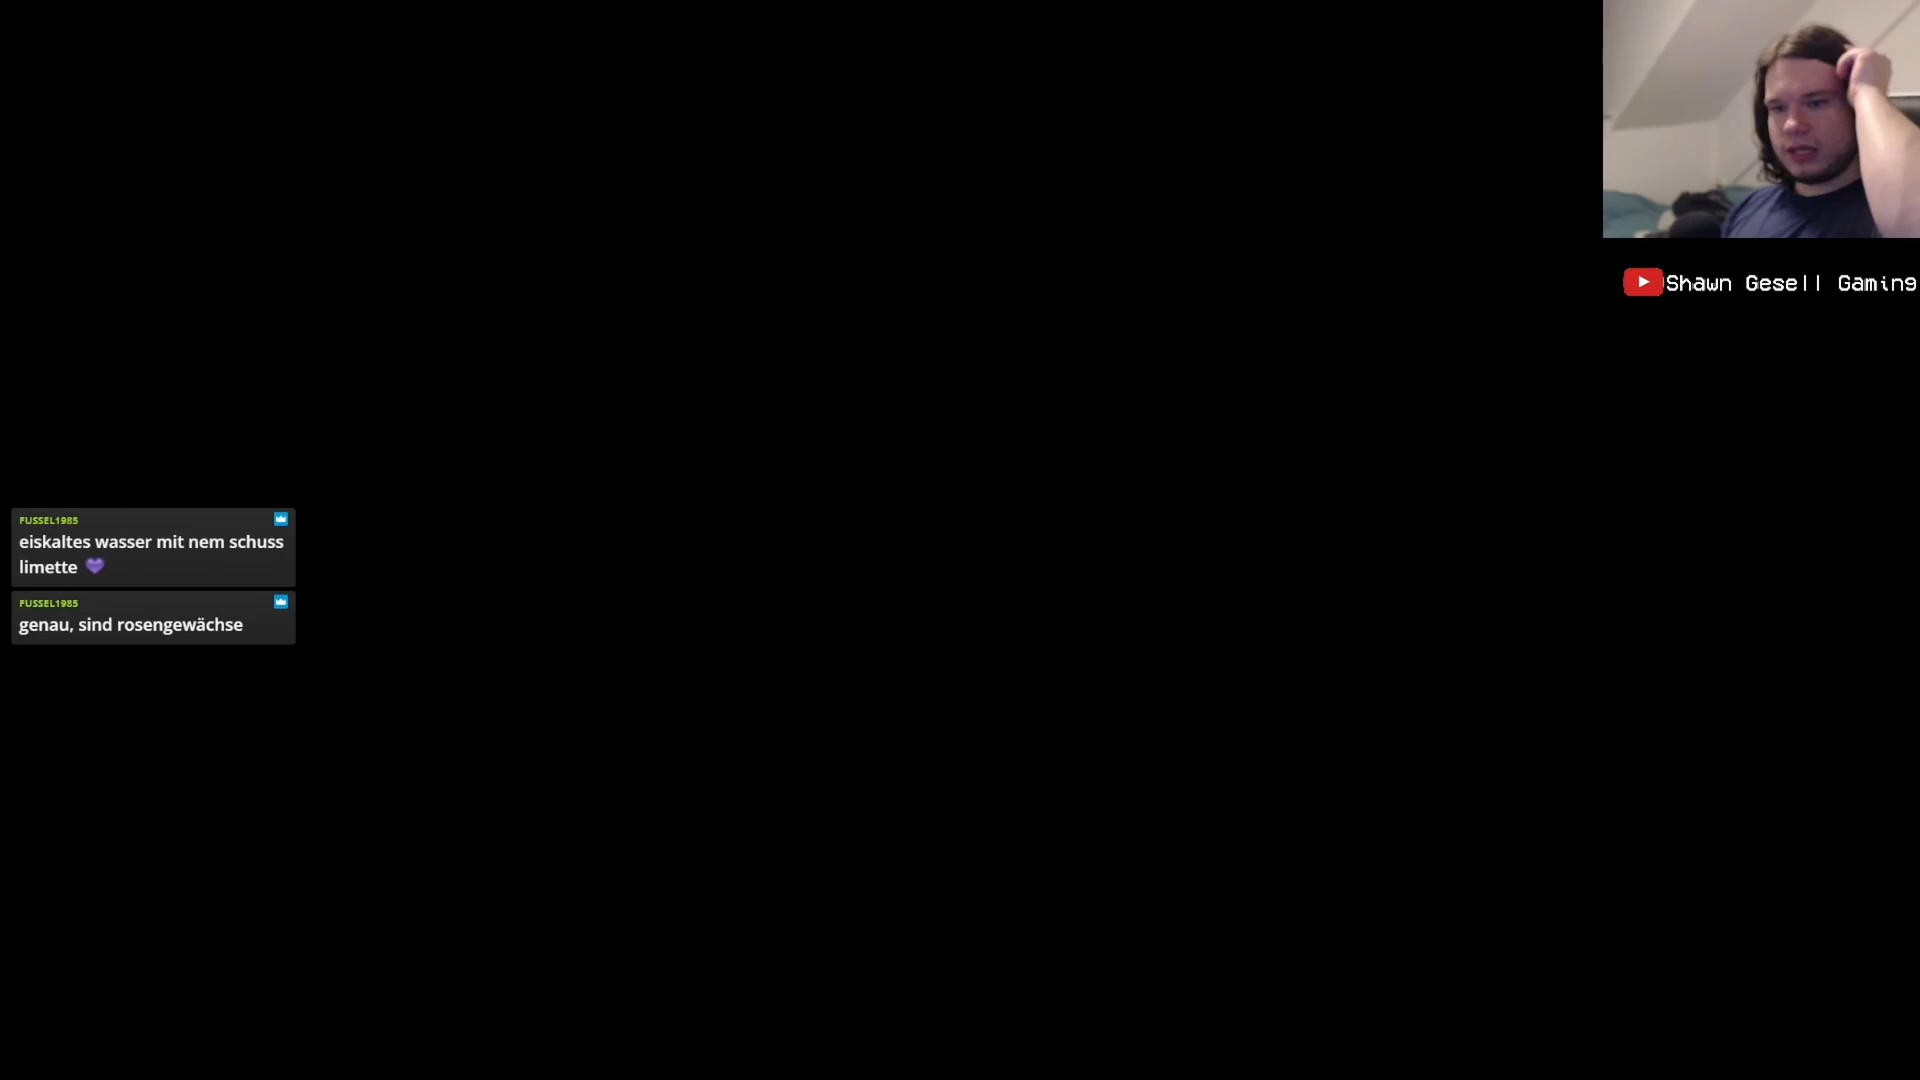 Shawn Gesell Gaming
FUSSEL1985
eiskaltes wasser mit nem schuss
limette 💜
FUSSEL1985
genau, sind rosengewächse